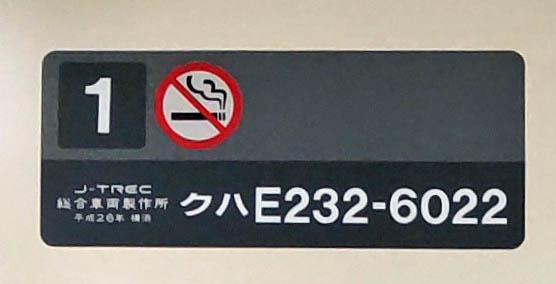 1
J-TREC
総合車両製作所
平成26年 横浜
クハE232-6022